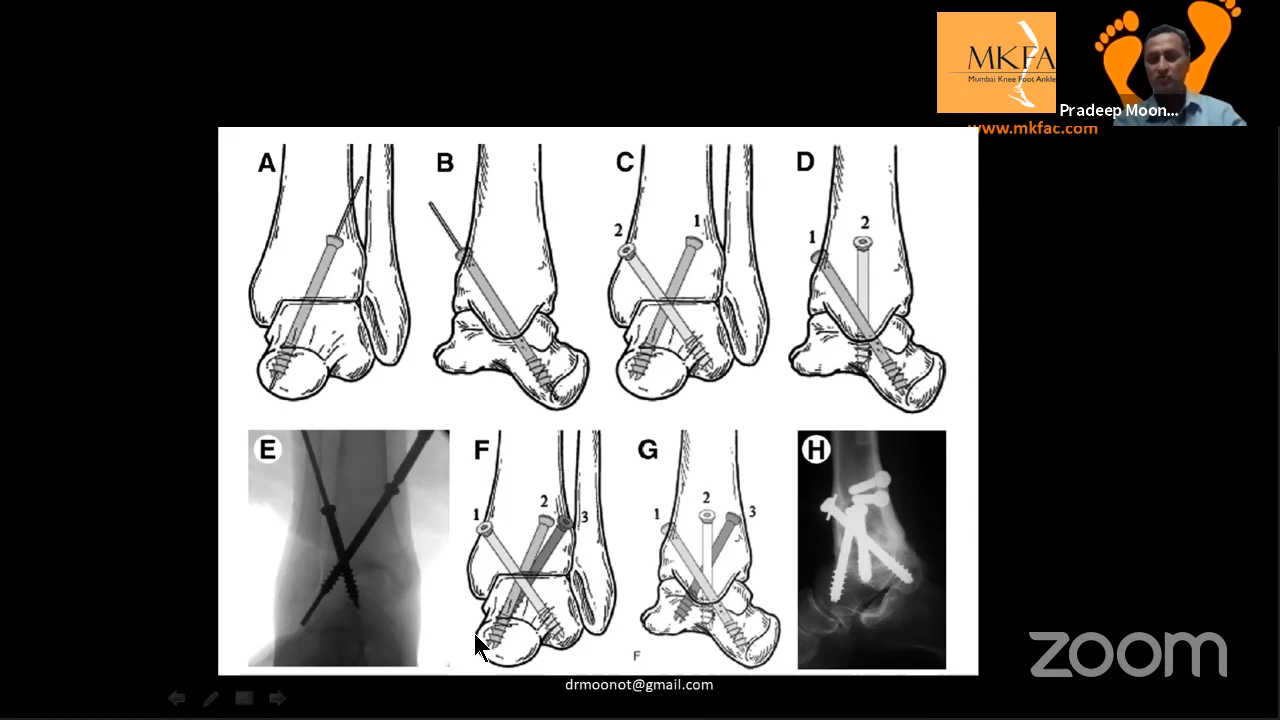 MKFA
Mumbai Knee Foot Ankle
Pradeep Moon...
www.mkfac.com
A
B
C
D
2
1
1
2
E
F
G
H
1
2
3
1
2
3
F
zoom
drmoonot@gmail.com